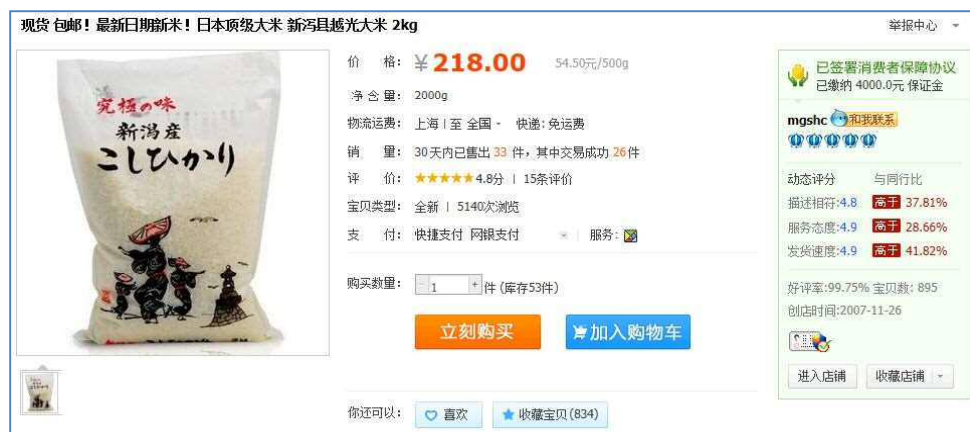 现货 包邮！最新日期新米！日本顶级大米 新泻县越光大米 2kg
举报中心
究極の味
新潟産
こしひかり
价 格： ¥ 218.00 54.50元/500g
净含量： 2000g
物流运费： 上海 | 至 全国 快递: 免运费
销 量： 30天内已售出 33 件，其中交易成功 26 件
评 价： ★★★★★ 4.8分 | 15条评价
宝贝类型： 全新 | 5140次浏览
支 付： 快捷支付 网银支付 服务:
购买数量： - 1 + 件 (库存53件)
立刻购买 加入购物车
你还可以： 喜欢 收藏宝贝 (834)
已签署消费者保障协议
已缴纳 4000.0元 保证金
mgshc 和我联系
动态评分 与同行比
描述相符:4.8 高于 37.81%
服务态度:4.9 高于 28.66%
发货速度:4.9 高于 41.82%
好评率:99.75% 宝贝数: 895
创店时间:2007-11-26
进入店铺 收藏店铺